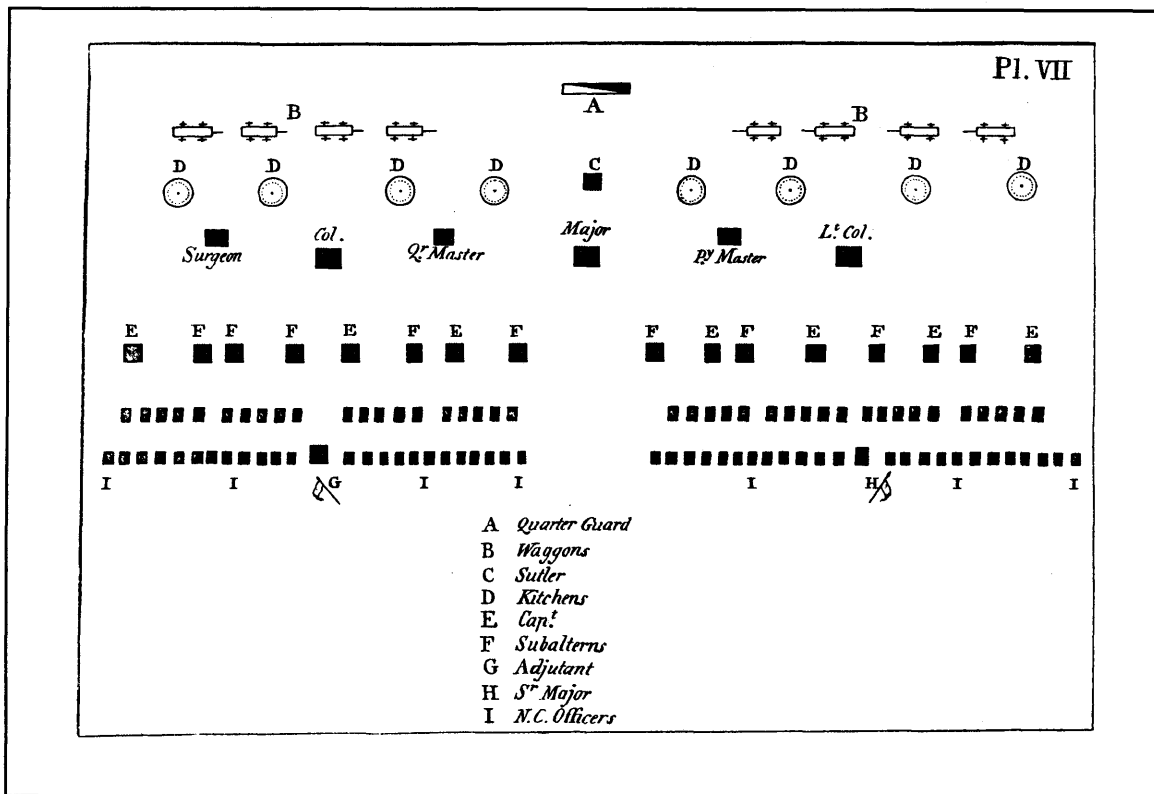 Pl. VII
A
B B
D D D D C D D D D
Surgeon Col. Qr. Master Major Py Master Lt Col.
E F F F E F E F F E F E F E F E
I I G I I I H I I
A Quarter Guard
B Waggons
C Sutler
D Kitchens
E Capt.
F Subalterns
G Adjutant
H Sr Major
I N.C. Officers